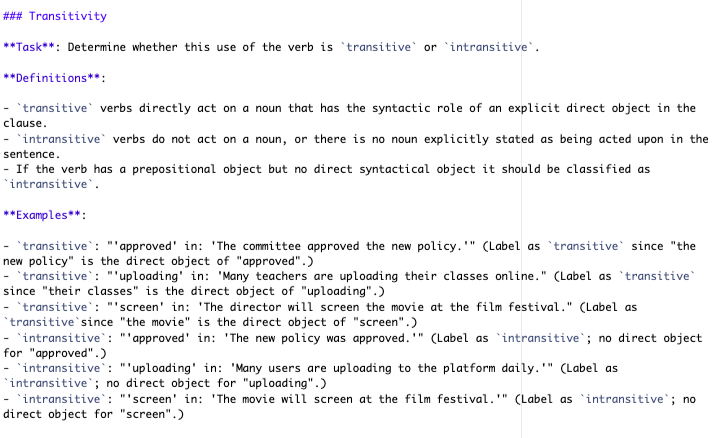 ### Transitivity
**Task**: Determine whether this use of the verb is `transitive` or `intransitive`.
**Definitions**:
- `transitive` verbs directly act on a noun that has the syntactic role of an explicit direct object in the
clause.
- `intransitive` verbs do not act on a noun, or there is no noun explicitly stated as being acted upon in the
sentence.
- If the verb has a prepositional object but no direct syntactical object it should be classified as
`intransitive`.
**Examples**:
- `transitive`: "'approved' in: 'The committee approved the new policy.'" (Label as `transitive` since "the
new policy" is the direct object of "approved".)
- `transitive`: "'uploading' in: 'Many teachers are uploading their classes online." (Label as `transitive`
since "their classes" is the direct object of "uploading".)
- `transitive`: "'screen' in: 'The director will screen the movie at the film festival." (Label as
`transitive`since "the movie" is the direct object of "screen".)
- `intransitive`: "'approved' in: 'The new policy was approved.'" (Label as `intransitive`; no direct object
for "approved".)
- `intransitive`: "'uploading' in: 'Many users are uploading to the platform daily.'" (Label as
`intransitive`; no direct object for "uploading".)
- `intransitive`: "'screen' in: 'The movie will screen at the film festival.'" (Label as `intransitive`; no
direct object for "screen".)